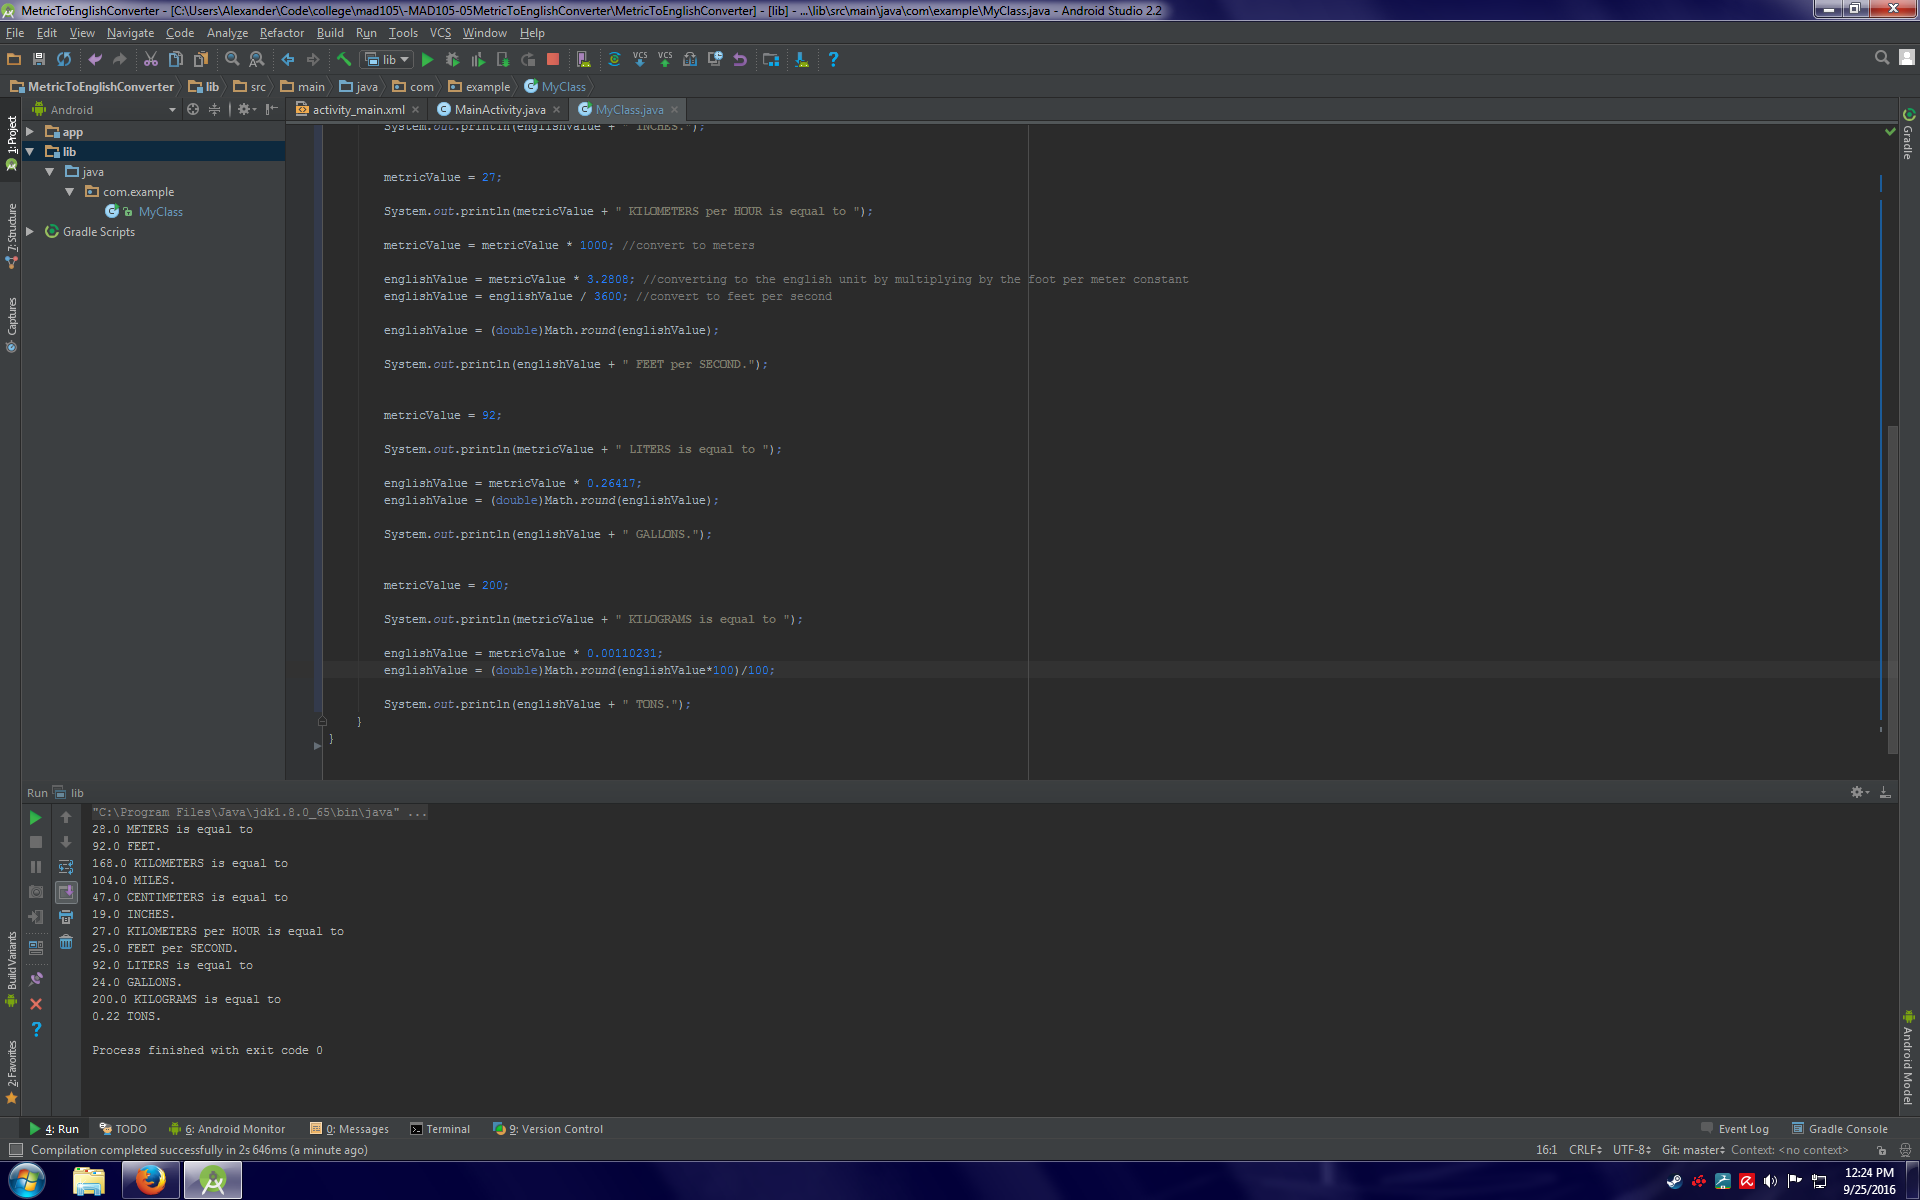 MetricToEnglishConverter - [C:\Users\Alexander\Code\college\mad105\-MAD105-05MetricToEnglishConverter\MetricToEnglishConverter] - [lib] - ...\lib\src\main\java\com\example\MyClass.java - Android Studio 2.2
File Edit View Navigate Code Analyze Refactor Build Run Tools VCS Window Help
lib
MetricToEnglishConverter lib src main java com example MyClass
Android
activity_main.xml MainActivity.java MyClass.java
1: Project
7: Structure
Captures
Build Variants
2: Favorites
app
lib
java
com.example
MyClass
Gradle Scripts
System.out.println(englishValue + " INCHES.");
metricValue = 27;
System.out.println(metricValue + " KILOMETERS per HOUR is equal to ");
metricValue = metricValue * 1000; //convert to meters
englishValue = metricValue * 3.2808; //converting to the english unit by multiplying by the foot per meter constant
englishValue = englishValue / 3600; //convert to feet per second
englishValue = (double)Math.round(englishValue);
System.out.println(englishValue + " FEET per SECOND.");
metricValue = 92;
System.out.println(metricValue + " LITERS is equal to ");
englishValue = metricValue * 0.26417;
englishValue = (double)Math.round(englishValue);
System.out.println(englishValue + " GALLONS.");
metricValue = 200;
System.out.println(metricValue + " KILOGRAMS is equal to ");
englishValue = metricValue * 0.00110231;
englishValue = (double)Math.round(englishValue*100)/100;
System.out.println(englishValue + " TONS.");
}
}
Gradle
Android Model
Run lib
"C:\Program Files\Java\jdk1.8.0_65\bin\java" ...
28.0 METERS is equal to
92.0 FEET.
168.0 KILOMETERS is equal to
104.0 MILES.
47.0 CENTIMETERS is equal to
19.0 INCHES.
27.0 KILOMETERS per HOUR is equal to
25.0 FEET per SECOND.
92.0 LITERS is equal to
24.0 GALLONS.
200.0 KILOGRAMS is equal to
0.22 TONS.
Process finished with exit code 0
4: Run TODO 6: Android Monitor 0: Messages Terminal 9: Version Control Event Log Gradle Console
Compilation completed successfully in 2s 646ms (a minute ago) 16:1 CRLF UTF-8 Git: master Context: <no context>
12:24 PM
9/25/2016